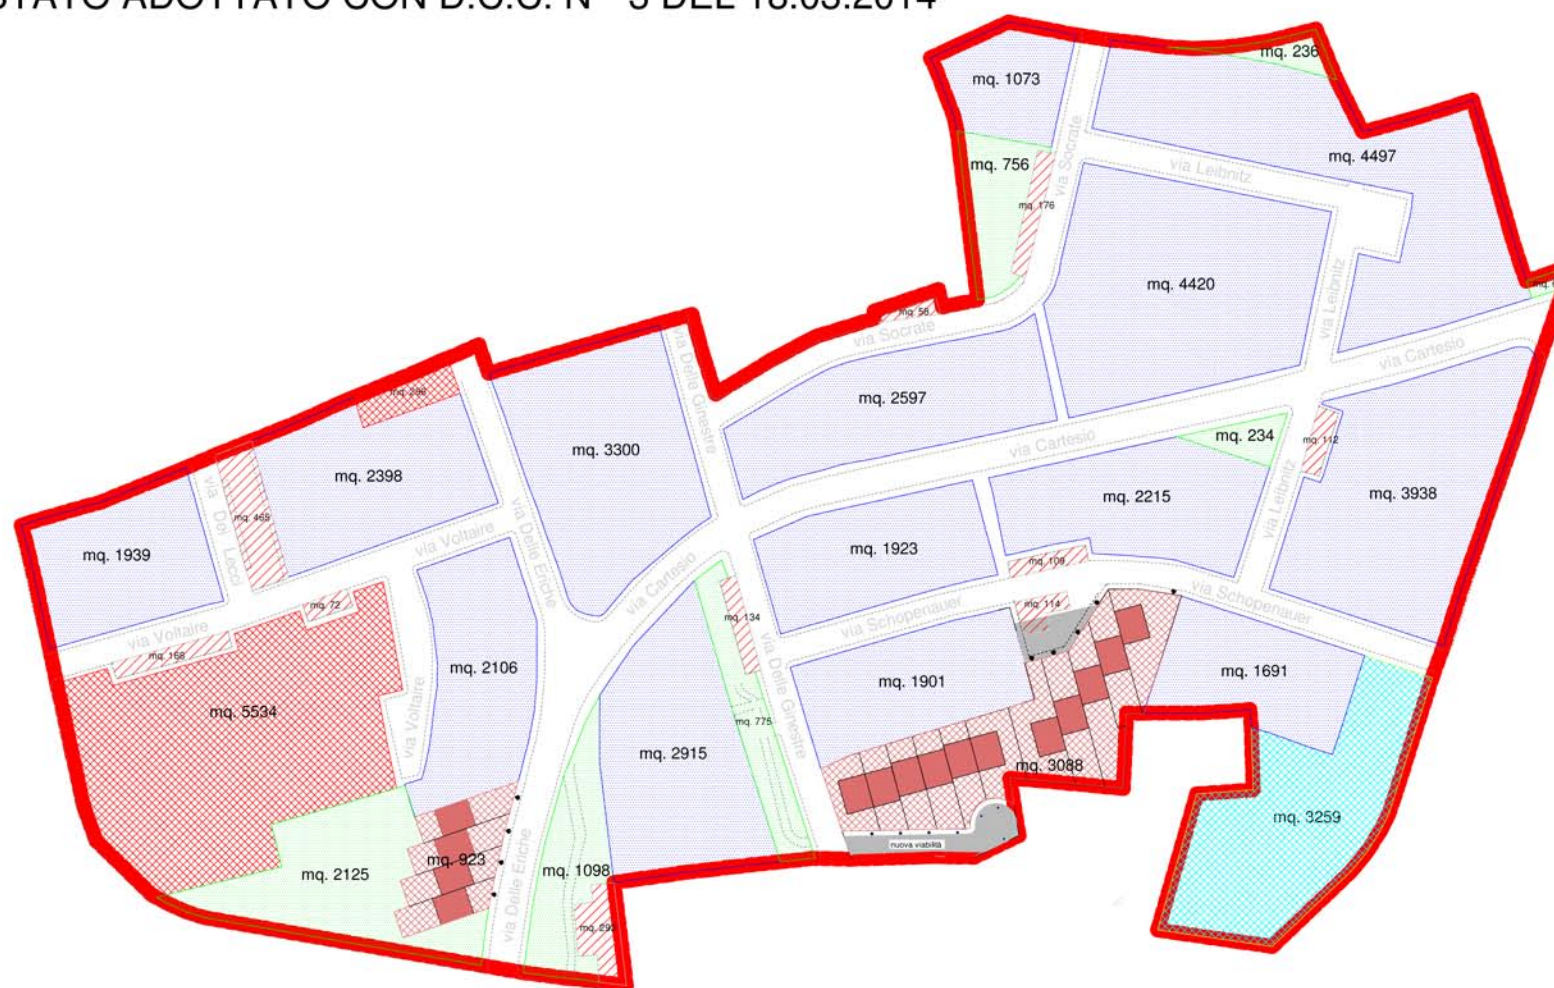 STATO ADOTTATO CON D.C.C. N° 3 DEL 18.03.2014
mq. 236
mq. 1073
mq. 4497
mq. 756
via Socrate
via Leibnitz
mq. 176
mq. 4420
via Leibnitz
mq. 56
via Socrate
via Cartesio
via Delle Ginestre
mq. 2597
mq. 234
mq. 112
via Cartesio
mq. 3300
mq. 2398
mq. 2215
mq. 3938
via Dei Lecci
mq. 465
via Voltaire
via Delle Eriche
mq. 1939
mq. 1923
via Leibnitz
mq. 109
via Cartesio
mq. 72
mq. 134
via Schopenauer
mq. 114
via Schopenauer
via Voltaire
mq. 168
mq. 2106
mq. 1901
mq. 1691
mq. 5534
via Voltaire
mq. 775
via Delle Ginestre
mq. 2915
mq. 3088
mq. 3259
nuova viabilità
mq. 923
mq. 2125
mq. 1098
via Delle Eriche